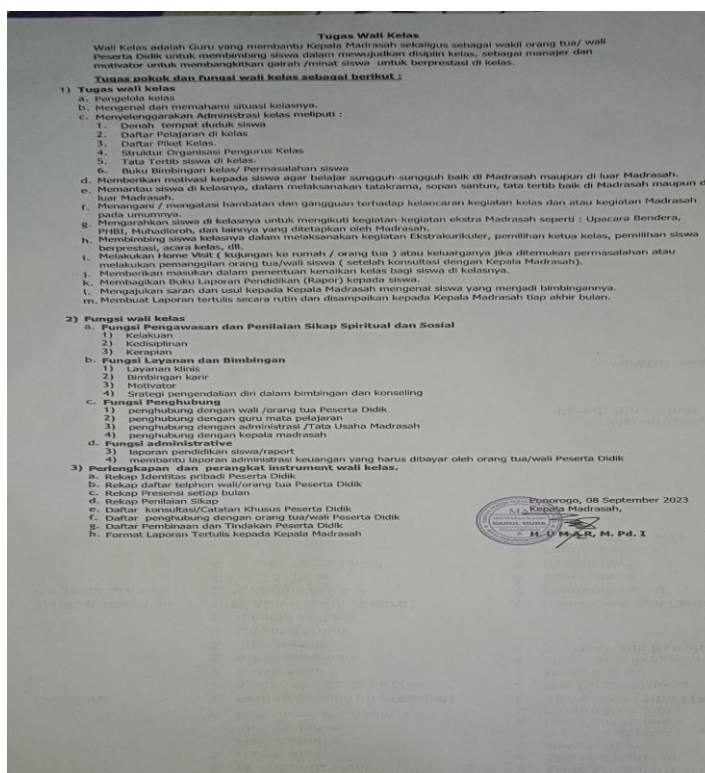 Tugas Wali Kelas
Wali Kelas adalah Guru yang membantu Kepala Madrasah sekaligus sebagai wakil orang tua/ wali
Peserta Didik untuk membimbing siswa dalam mewujudkan disiplin kelas, sebagai manajer dan
motivator untuk membangkitkan gairah /minat siswa untuk berprestasi di kelas.
Tugas pokok dan fungsi wali kelas sebagai berikut :
1) Tugas wali kelas
a. Pengelola kelas
b. Mengenal dan memahami situasi kelasnya.
c. Menyelenggarakan Administrasi kelas meliputi :
1. Denah tempat duduk siswa
2. Daftar Pelajaran di kelas
3. Daftar Piket Kelas.
4. Struktur Organisasi Pengurus Kelas
5. Tata Tertib siswa di kelas.
6. Buku Bimbingan kelas/ Permasalahan siswa
d. Memberikan motivasi kepada siswa agar belajar sungguh-sungguh baik di Madrasah maupun di luar Madrasah.
e. Memantau siswa di kelasnya, dalam melaksanakan tatakrama, sopan santun, tata tertib baik di Madrasah maupun d
luar Madrasah.
f. Menangani / mengatasi hambatan dan gangguan terhadap kelancaran kegiatan kelas dan atau kegiatan Madrasah
pada umumnya.
g. Mengarahkan siswa di kelasnya untuk mengikuti kegiatan-kegiatan ekstra Madrasah seperti : Upacara Bendera,
PHBI, Muhadloroh, dan lainnya yang ditetapkan oleh Madrasah.
h. Membimbing siswa kelasnya dalam melaksanakan kegiatan Ekstrakurikuler, pemilihan ketua kelas, pemilihan siswa
berprestasi, acara kelas, dll.
i. Melakukan Home Visit ( kujungan ke rumah / orang tua ) atau keluarganya jika ditemukan permasalahan atau
melakukan pemanggilan orang tua/wali siswa ( setelah konsultasi dengan Kepala Madrasah).
j. Memberikan masukan dalam penentuan kenaikan kelas bagi siswa di kelasnya.
k. Membagikan Buku Laporan Pendidikan (Rapor) kepada siswa.
l. Mengajukan saran dan usul kepada Kepala Madrasah mengenai siswa yang menjadi bimbingannya.
m. Membuat Laporan tertulis secara rutin dan disampaikan kepada Kepala Madrasah tiap akhir bulan.
2) Fungsi wali kelas
a. Fungsi Pengawasan dan Penilaian Sikap Spiritual dan Sosial
1) Kelakuan
2) Kedisiplinan
3) Kerapian
b. Fungsi Layanan dan Bimbingan
1) Layanan klinis
2) Bimbingan karir
3) Motivator
4) Srategi pengendalian diri dalam bimbingan dan konseling
c. Fungsi Penghubung
1) penghubung dengan wali /orang tua Peserta Didik
2) penghubung dengan guru mata pelajaran
3) penghubung dengan administrasi /Tata Usaha Madrasah
4) penghubung dengan kepala madrasah
d. Fungsi administrative
3) laporan pendidikan siswa/raport
4) membantu laporan administrasi keuangan yang harus dibayar oleh orang tua/wali Peserta Didik
3) Perlengkapan dan perangkat instrument wali kelas.
a. Rekap Identitas pribadi Peserta Didik
b. Rekap daftar telphon wali/orang tua Peserta Didik
c. Rekap Presensi setiap bulan
d. Rekap Penilaian Sikap
e. Daftar konsultasi/Catatan Khusus Peserta Didik
f. Daftar penghubung dengan orang tua/wali Peserta Didik
g. Daftar Pembinaan dan Tindakan Peserta Didik
h. Format Laporan Tertulis kepada Kepala Madrasah
Ponorogo, 08 September 2023
Kepala Madrasah,
DARUL HUDA
H. U M A R, M. Pd. I